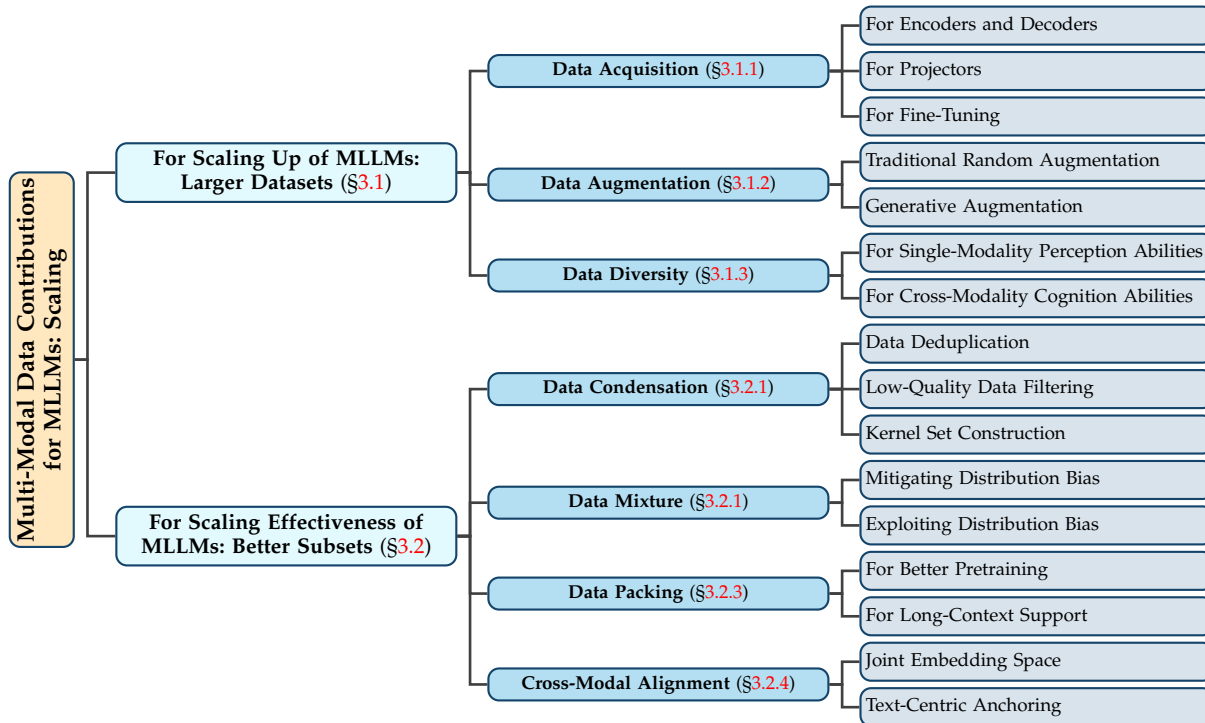 Multi-Modal Data Contributions
for MLLMs: Scaling
For Scaling Up of MLLMs:
Larger Datasets (§3.1)
Data Acquisition (§3.1.1)
For Encoders and Decoders
For Projectors
For Fine-Tuning
Data Augmentation (§3.1.2)
Traditional Random Augmentation
Generative Augmentation
Data Diversity (§3.1.3)
For Single-Modality Perception Abilities
For Cross-Modality Cognition Abilities
For Scaling Effectiveness of
MLLMs: Better Subsets (§3.2)
Data Condensation (§3.2.1)
Data Deduplication
Low-Quality Data Filtering
Kernel Set Construction
Data Mixture (§3.2.1)
Mitigating Distribution Bias
Exploiting Distribution Bias
Data Packing (§3.2.3)
For Better Pretraining
For Long-Context Support
Cross-Modal Alignment (§3.2.4)
Joint Embedding Space
Text-Centric Anchoring